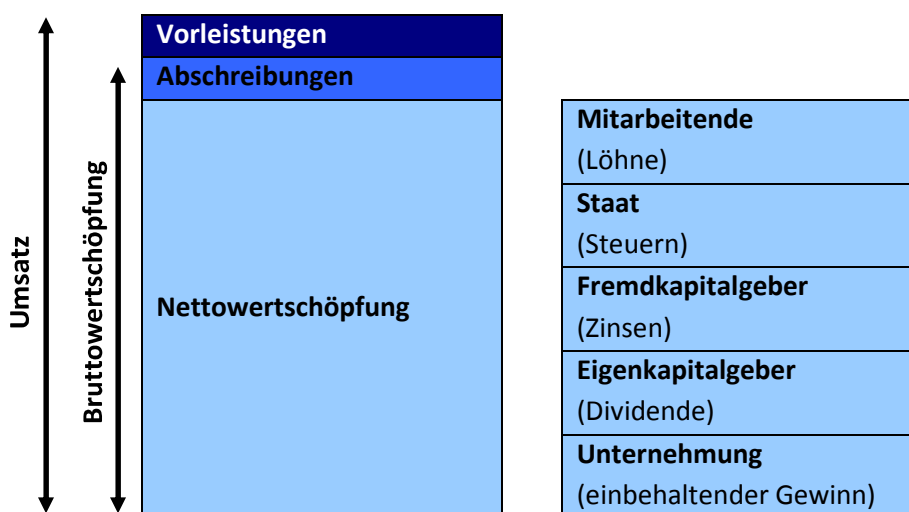 Umsatz
Bruttowertschöpfung
Vorleistungen
Abschreibungen
Nettowertschöpfung
Mitarbeitende
(Löhne)
Staat
(Steuern)
Fremdkapitalgeber
(Zinsen)
Eigenkapitalgeber
(Dividende)
Unternehmung
(einbehaltender Gewinn)